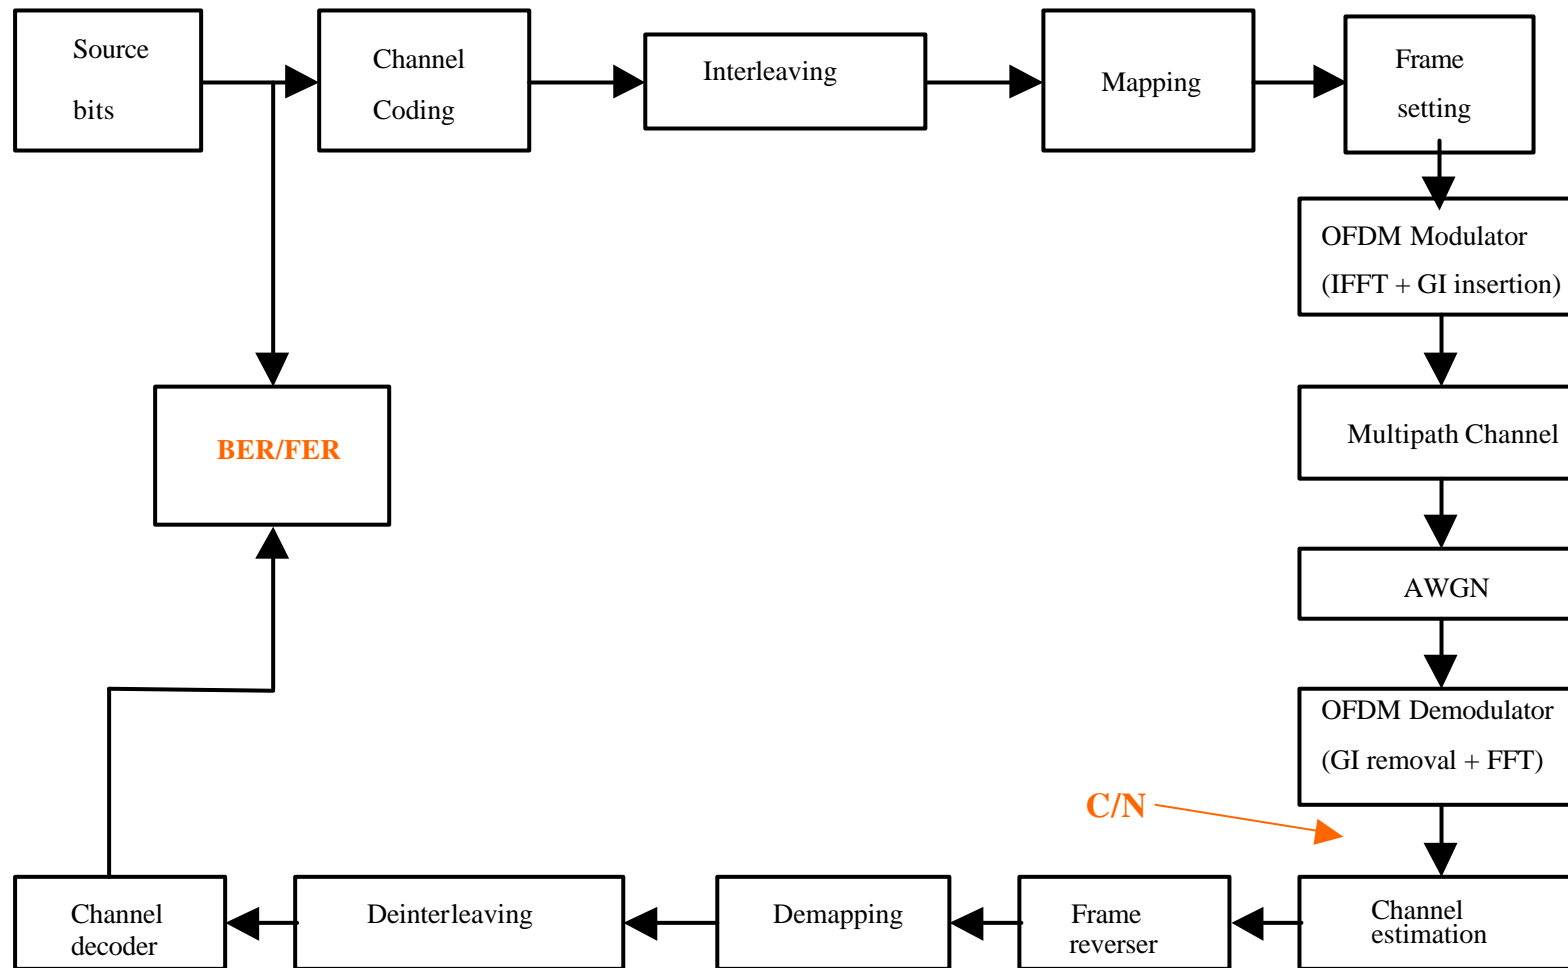 Source
bits
Channel
Coding
Interleaving
Mapping
Frame
setting
OFDM Modulator
(IFFT + GI insertion)
Multipath Channel
BER/FER
AWGN
OFDM Demodulator
(GI removal + FFT)
C/N
Channel
estimation
Frame
reverser
Demapping
Deinterleaving
Channel
decoder